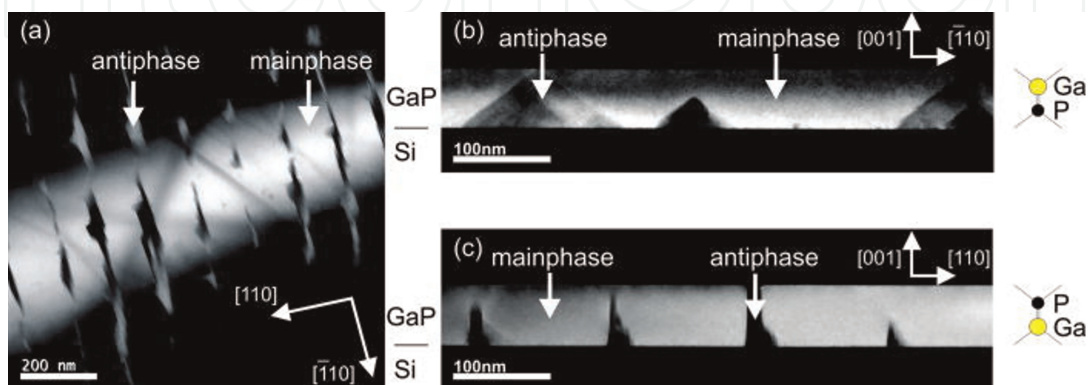 (a)
antiphase
mainphase
[110]
[1̅10]
200 nm
GaP
Si
(b)
antiphase
mainphase
[001]
[1̅10]
100nm
Ga
P
GaP
Si
(c)
mainphase
antiphase
[001]
[110]
100nm
P
Ga